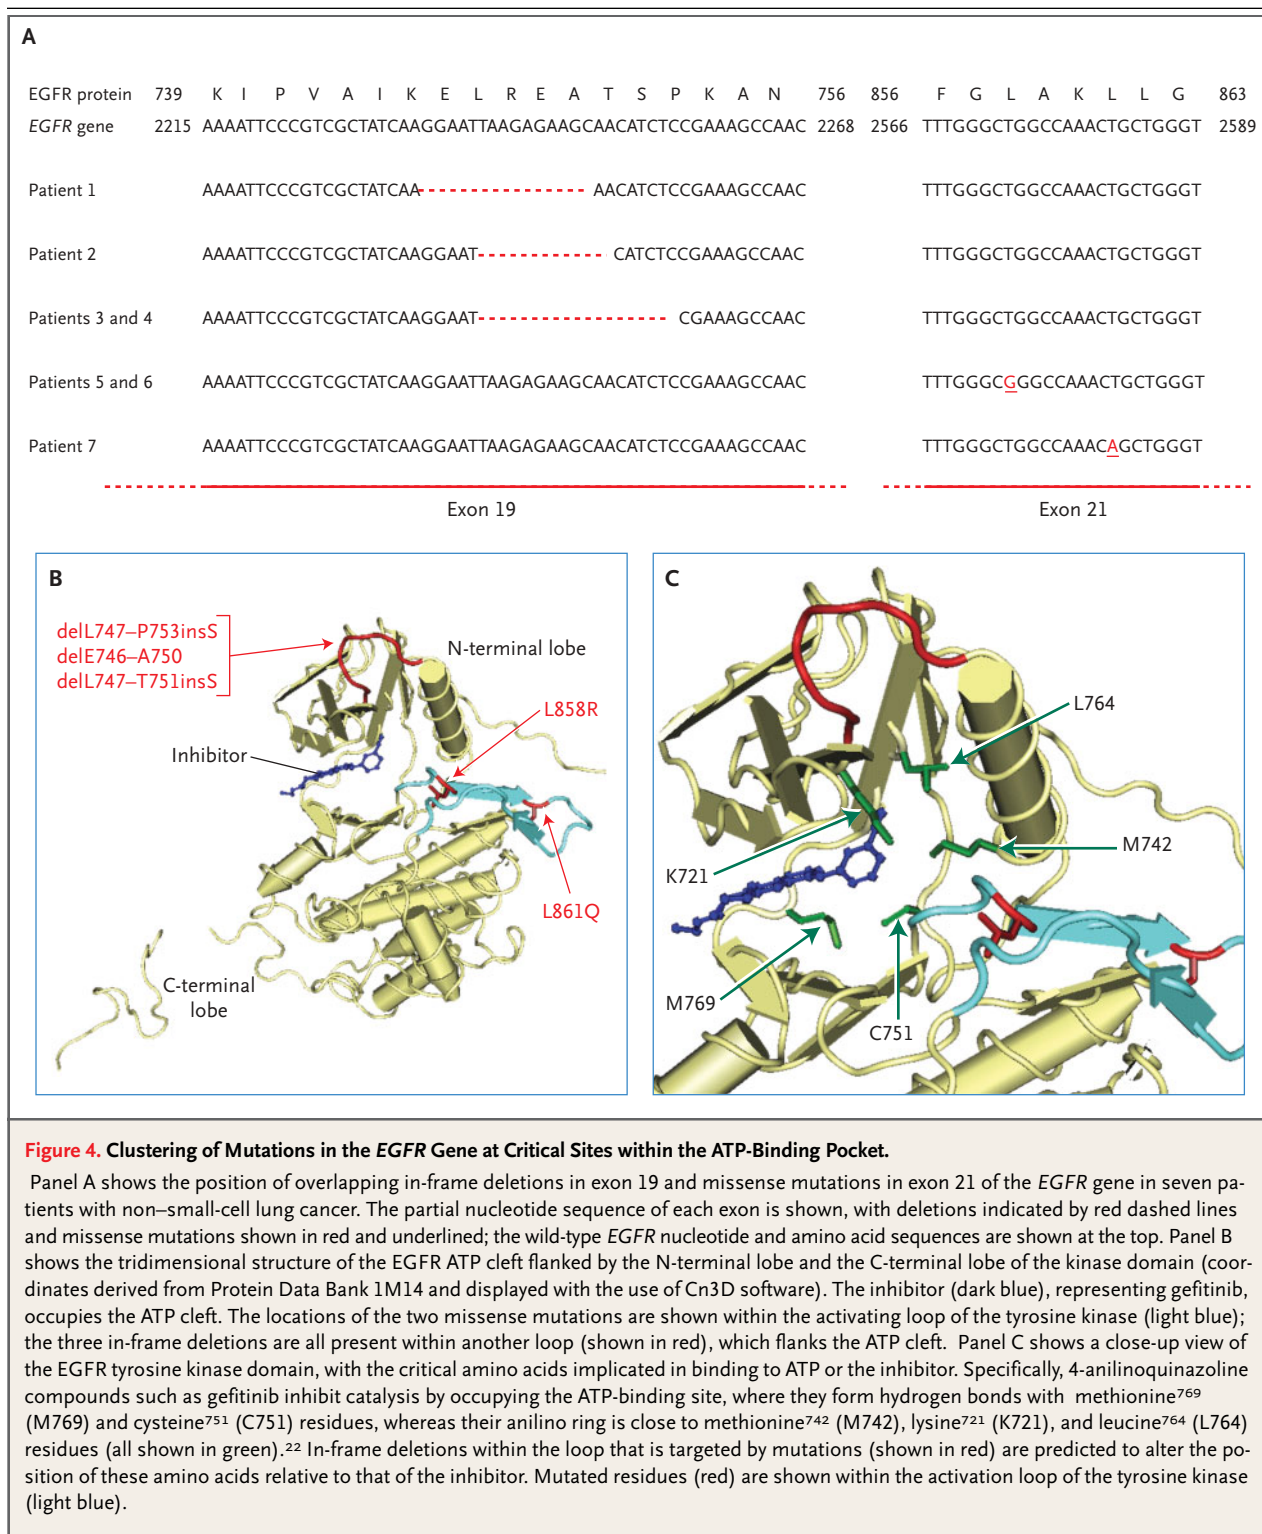 A
EGFR protein 739 K I P V A I K E L R E A T S P K A N 756 856 F G L A K L L G 863
EGFR gene 2215 AAAATTCCCGTCGCTATCAAGGAATTAAGAGAAGCAACATCTCCGAAAGCCAAC 2268 2566 TTTGGGCTGGCCAAACTGCTGGGT 2589
Patient 1 AAAATTCCCGTCGCTATCAA AACATCTCCGAAAGCCAAC TTTGGGCTGGCCAAACTGCTGGGT
Patient 2 AAAATTCCCGTCGCTATCAAGGAAT CATCTCCGAAAGCCAAC TTTGGGCTGGCCAAACTGCTGGGT
Patients 3 and 4 AAAATTCCCGTCGCTATCAAGGAAT CGAAAGCCAAC TTTGGGCTGGCCAAACTGCTGGGT
Patients 5 and 6 AAAATTCCCGTCGCTATCAAGGAATTAAGAGAAGCAACATCTCCGAAAGCCAAC TTTGGGCGGGCCAAACTGCTGGGT
Patient 7 AAAATTCCCGTCGCTATCAAGGAATTAAGAGAAGCAACATCTCCGAAAGCCAAC TTTGGGCTGGCCAAACAGCTGGGT
Exon 19 Exon 21
B
delL747–P753insS
delE746–A750
delL747–T751insS
N-terminal lobe
L858R
Inhibitor
L861Q
C-terminal
lobe
C
L764
M742
K721
M769
C751
Figure 4. Clustering of Mutations in the EGFR Gene at Critical Sites within the ATP-Binding Pocket.
Panel A shows the position of overlapping in-frame deletions in exon 19 and missense mutations in exon 21 of the EGFR gene in seven pa-
tients with non–small-cell lung cancer. The partial nucleotide sequence of each exon is shown, with deletions indicated by red dashed lines
and missense mutations shown in red and underlined; the wild-type EGFR nucleotide and amino acid sequences are shown at the top. Panel B
shows the tridimensional structure of the EGFR ATP cleft flanked by the N-terminal lobe and the C-terminal lobe of the kinase domain (coor-
dinates derived from Protein Data Bank 1M14 and displayed with the use of Cn3D software). The inhibitor (dark blue), representing gefitinib,
occupies the ATP cleft. The locations of the two missense mutations are shown within the activating loop of the tyrosine kinase (light blue);
the three in-frame deletions are all present within another loop (shown in red), which flanks the ATP cleft. Panel C shows a close-up view of
the EGFR tyrosine kinase domain, with the critical amino acids implicated in binding to ATP or the inhibitor. Specifically, 4-anilinoquinazoline
compounds such as gefitinib inhibit catalysis by occupying the ATP-binding site, where they form hydrogen bonds with methionine⁷⁶⁹
(M769) and cysteine⁷⁵¹ (C751) residues, whereas their anilino ring is close to methionine⁷⁴² (M742), lysine⁷²¹ (K721), and leucine⁷⁶⁴ (L764)
residues (all shown in green).²² In-frame deletions within the loop that is targeted by mutations (shown in red) are predicted to alter the po-
sition of these amino acids relative to that of the inhibitor. Mutated residues (red) are shown within the activation loop of the tyrosine kinase
(light blue).